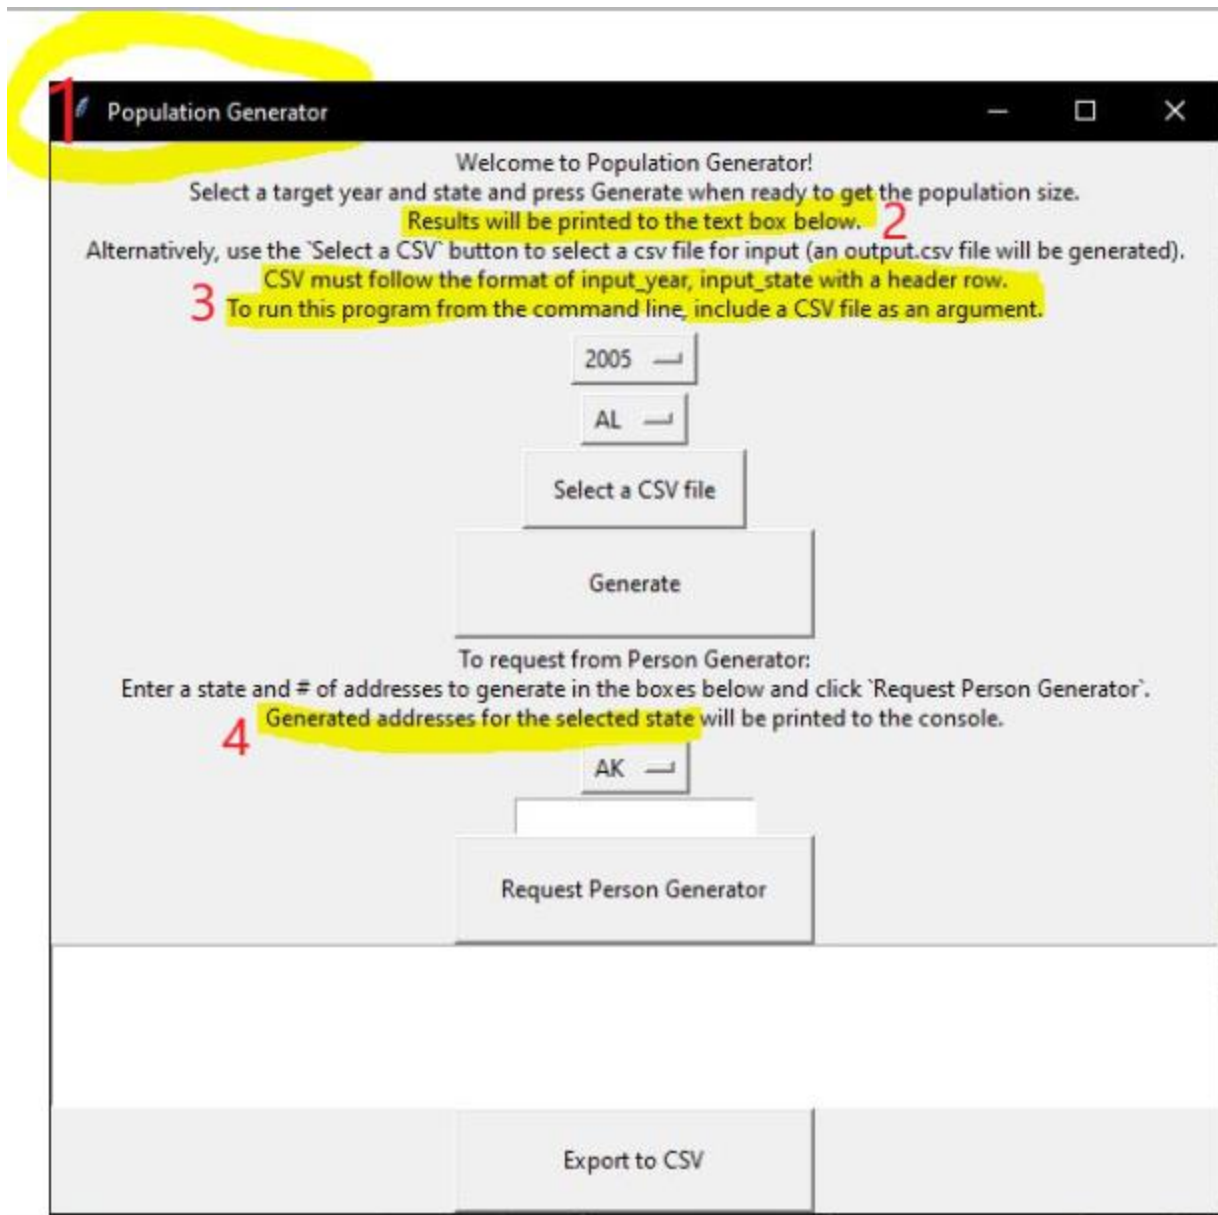 1
Population Generator
Welcome to Population Generator!
Select a target year and state and press Generate when ready to get the population size.
Results will be printed to the text box below. 2
Alternatively, use the `Select a CSV` button to select a csv file for input (an output.csv file will be generated).
CSV must follow the format of input_year, input_state with a header row.
3 To run this program from the command line, include a CSV file as an argument.
2005
AL
Select a CSV file
Generate
To request from Person Generator:
Enter a state and # of addresses to generate in the boxes below and click `Request Person Generator`.
Generated addresses for the selected state will be printed to the console.
4
AK
Request Person Generator
Export to CSV